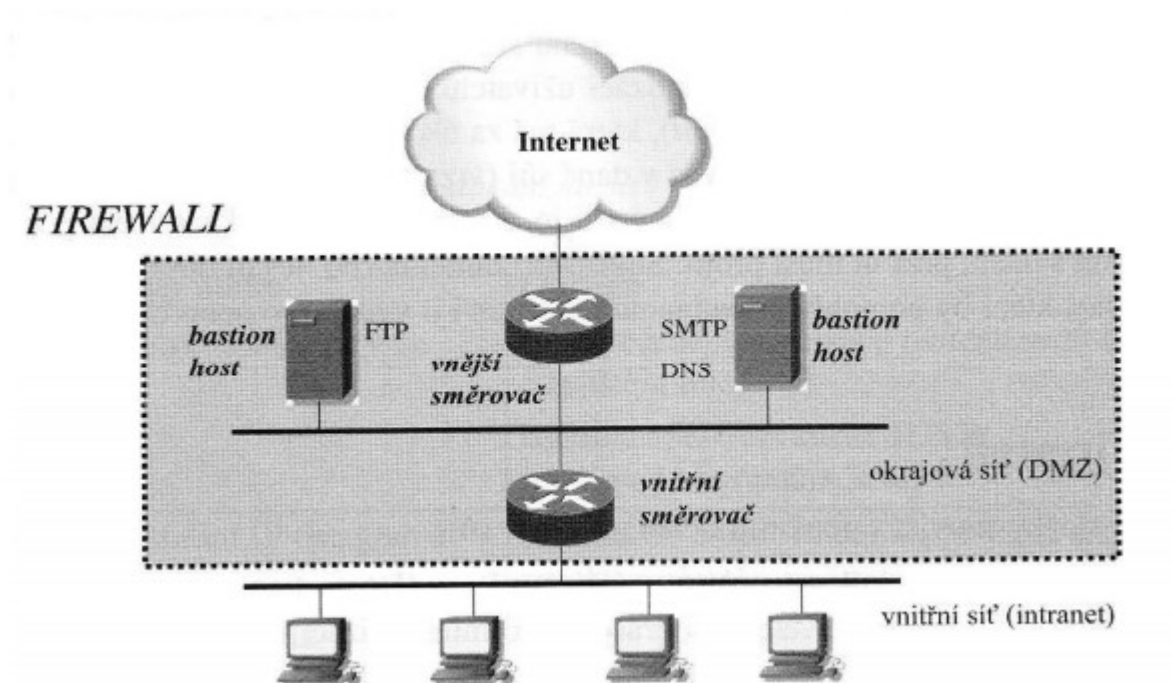 Internet
FIREWALL
bastion
host
FTP
vnější
směrovač
SMTP
DNS
bastion
host
okrajová síť (DMZ)
vnitřní
směrovač
vnitřní síť (intranet)